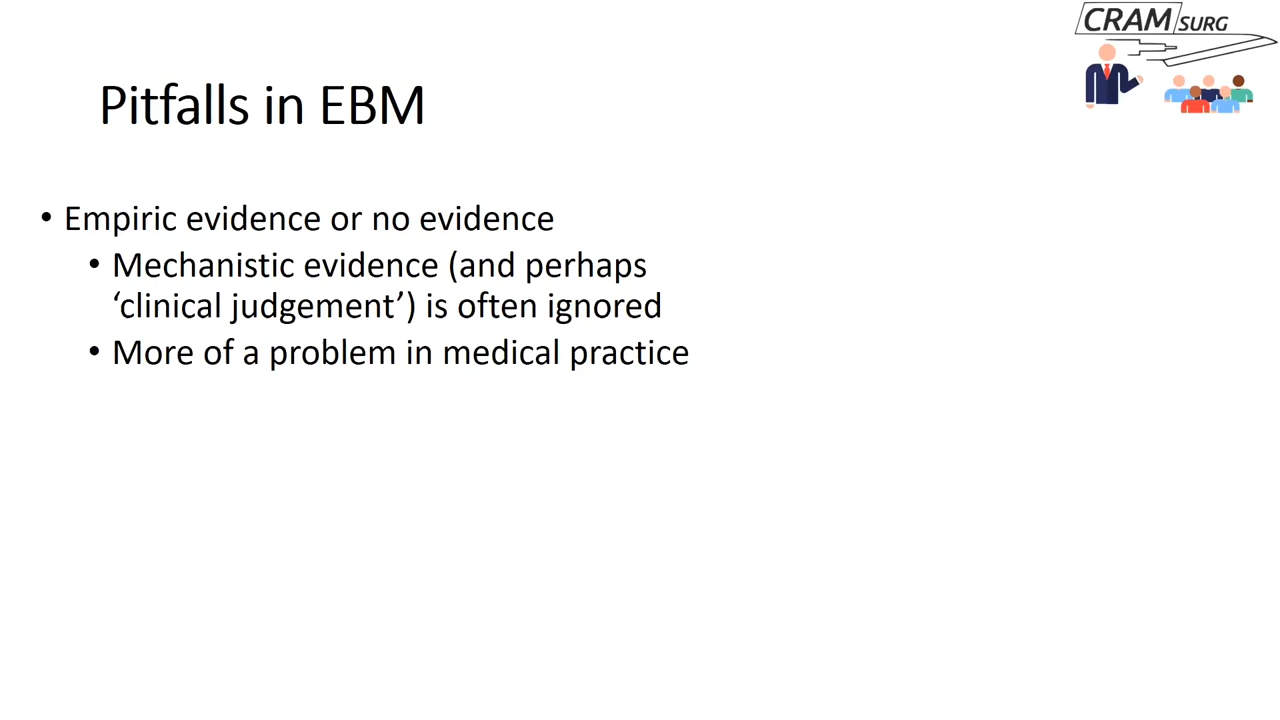 CRAM SURG
Pitfalls in EBM
• Empiric evidence or no evidence
• Mechanistic evidence (and perhaps
‘clinical judgement’) is often ignored
• More of a problem in medical practice